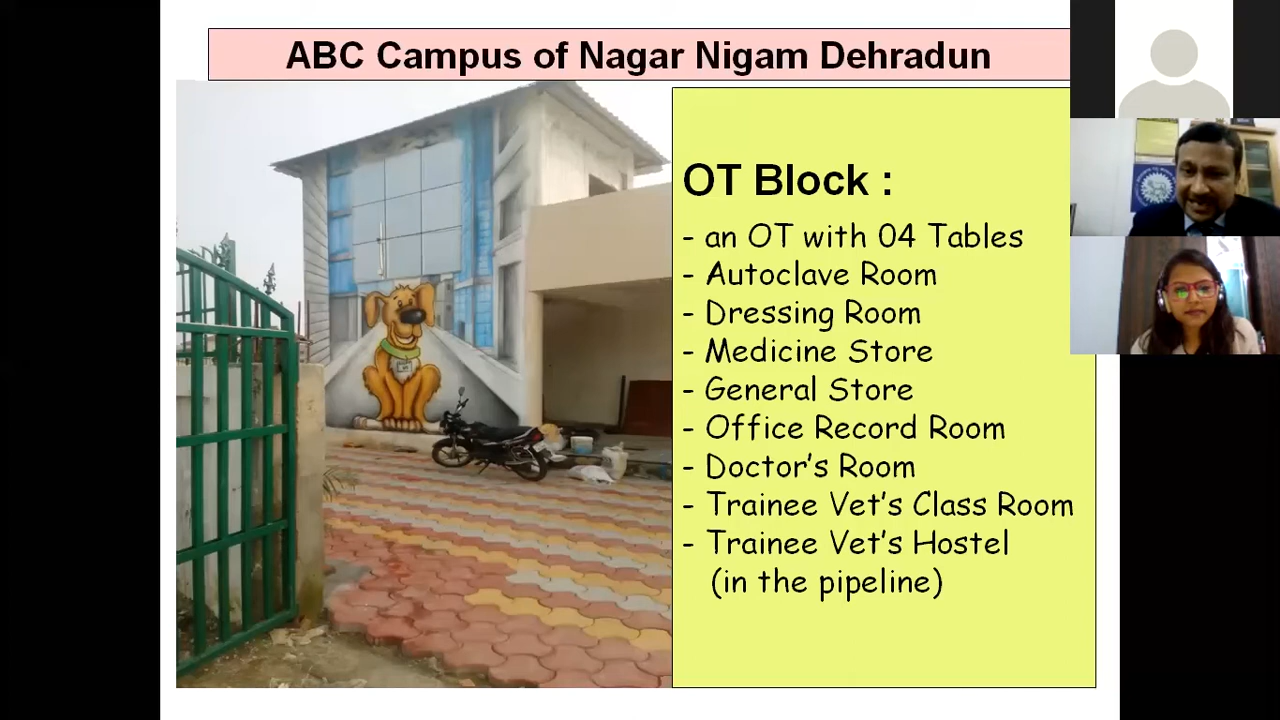 ABC Campus of Nagar Nigam Dehradun
OT Block :
- an OT with 04 Tables
- Autoclave Room
- Dressing Room
- Medicine Store
- General Store
- Office Record Room
- Doctor's Room
- Trainee Vet's Class Room
- Trainee Vet's Hostel
(in the pipeline)